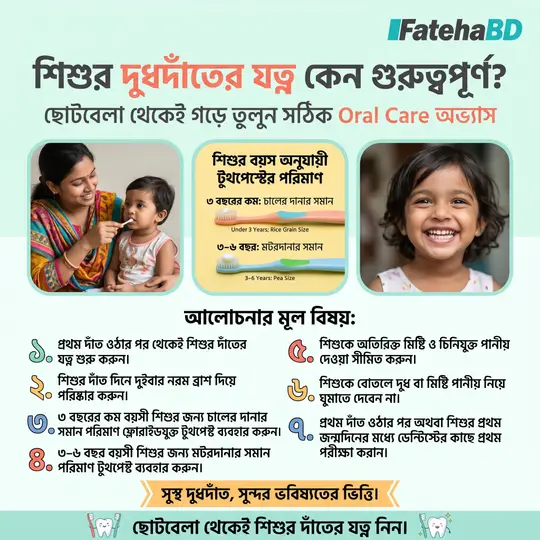 FatehaBD
শিশুর দুধদাঁতের যত্ন কেন গুরুত্বপূর্ণ?
ছোটবেলা থেকেই গড়ে তুলুন সঠিক Oral Care অভ্যাস
শিশুর বয়স অনুযায়ী
টুথপেস্টের পরিমাণ
৩ বছরের কম: চালের দানার সমান
Under 3 Years: Rice Grain Size
৩–৬ বছর: মটরদানার সমান
3–6 Years: Pea Size
আলোচনার মূল বিষয়:
১. প্রথম দাঁত ওঠার পর থেকেই শিশুর দাঁতের
যত্ন শুরু করুন।
২. শিশুর দাঁত দিনে দুইবার নরম ব্রাশ দিয়ে
পরিষ্কার করুন।
৩. ৩ বছরের কম বয়সী শিশুর জন্য চালের দানার
সমান পরিমাণ ফ্লোরাইডযুক্ত টুথপেস্ট ব্যবহার করুন।
৪. ৩–৬ বছর বয়সী শিশুর জন্য মটরদানার সমান
পরিমাণ টুথপেস্ট ব্যবহার করুন।
৫. শিশুকে অতিরিক্ত মিষ্টি ও চিনিযুক্ত পানীয়
দেওয়া সীমিত করুন।
৬. শিশুকে বোতলে দুধ বা মিষ্টি পানীয় নিয়ে
ঘুমাতে দেবেন না।
৭. প্রথম দাঁত ওঠার পর অথবা শিশুর প্রথম
জন্মদিনের মধ্যে ডেন্টিস্টের কাছে প্রথম
পরীক্ষা করান।
সুস্থ দুধদাঁত, সুন্দর ভবিষ্যতের ভিত্তি।
ছোটবেলা থেকেই শিশুর দাঁতের যত্ন নিন।